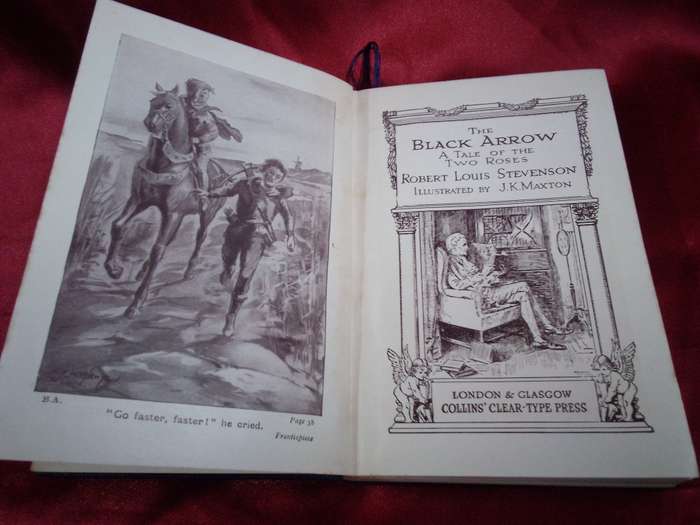 B.A.
"Go faster, faster!" he cried.
Page 38
Frontispiece
THE
BLACK ARROW
A TALE OF THE
TWO ROSES
ROBERT LOUIS STEVENSON
ILLUSTRATED BY J.K. MAXTON
LONDON & GLASGOW
COLLINS' CLEAR-TYPE PRESS